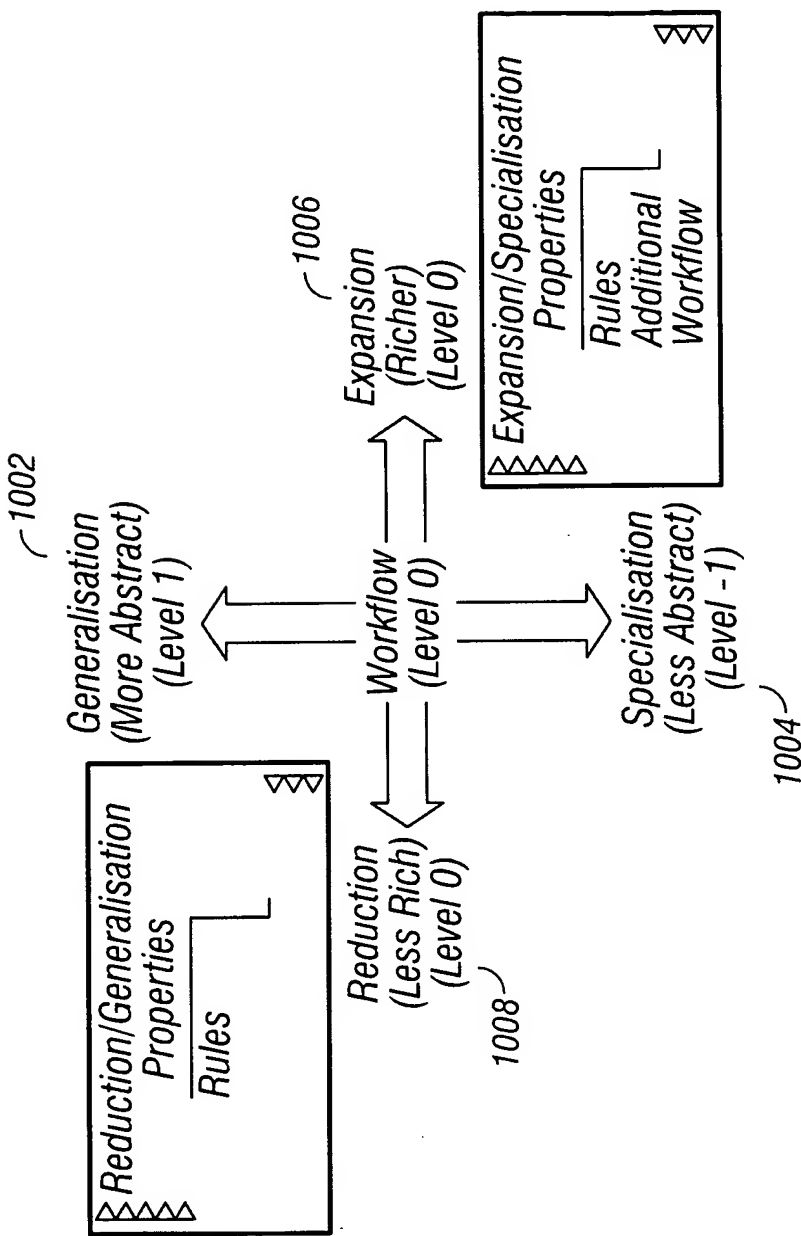 1002
Generalisation
(More Abstract)
(Level 1)
Reduction/Generalisation
Properties
Rules
1006
Expansion
(Richer)
(Level 0)
Workflow
(Level 0)
Reduction
(Less Rich)
(Level 0)
1008
Expansion/Specialisation
Properties
Rules
Additional
Workflow
Specialisation
(Less Abstract)
(Level -1)
1004